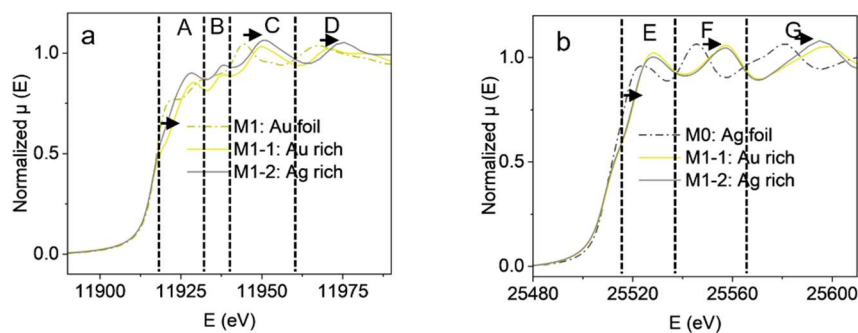 a
A
B
C
D
1.0
0.5
0.0
Normalized μ (E)
M1: Au foil
M1-1: Au rich
M1-2: Ag rich
11900
11925
11950
11975
E (eV)
b
E
F
G
1.0
0.5
0.0
Normalized μ (E)
M0: Ag foil
M1-1: Au rich
M1-2: Ag rich
25480
25520
25560
25600
E (eV)